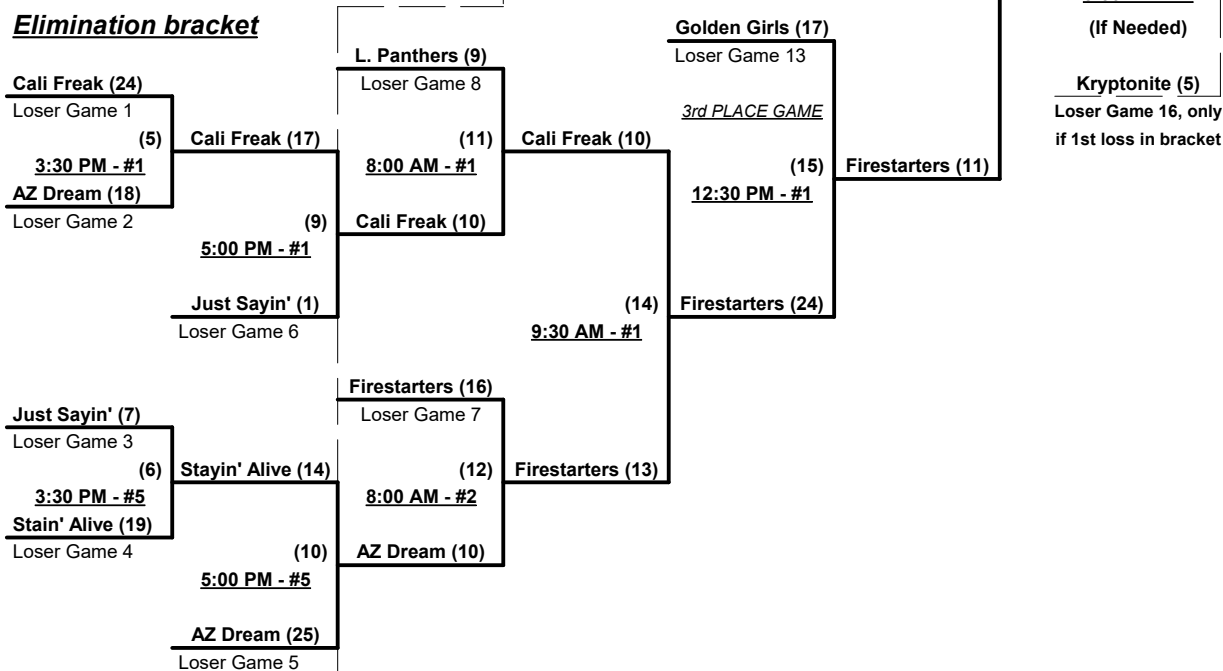 Elimination bracket
Golden Girls (17)
(If Needed)
L. Panthers (9)
Loser Game 13
Cali Freak (24)
Loser Game 8
Kryptonite (5)
Loser Game 1
3rd PLACE GAME
Loser Game 16, only
(5)
Cali Freak (17)
(11)
Cali Freak (10)
if 1st loss in bracket
3:30 PM - #1
8:00 AM - #1
(15)
Firestarters (11)
AZ Dream (18)
12:30 PM - #1
Loser Game 2
(9)
Cali Freak (10)
5:00 PM - #1
Just Sayin' (1)
(14)
Firestarters (24)
Loser Game 6
9:30 AM - #1
Firestarters (16)
Just Sayin' (7)
Loser Game 7
Loser Game 3
(6)
Stayin' Alive (14)
(12)
Firestarters (13)
3:30 PM - #5
8:00 AM - #2
Stain' Alive (19)
Loser Game 4
(10)
AZ Dream (10)
5:00 PM - #5
AZ Dream (25)
Loser Game 5